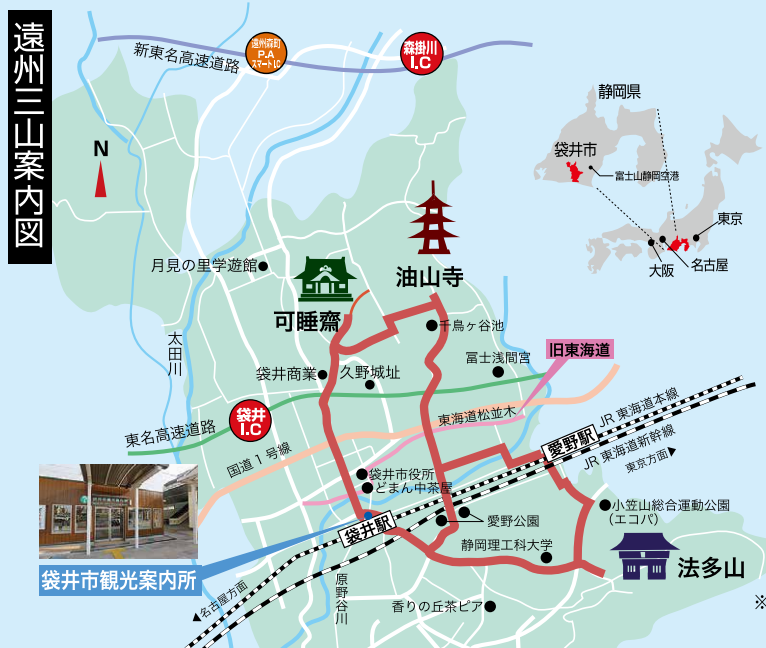 遠州三山案内図
新東名高速道路
遠州森町
P.A
スマートI.C
森掛川
I.C
N
静岡県
袋井市
富士山静岡空港
東京
名古屋
大阪
油山寺
月見の里学遊館
可睡齋
千鳥ヶ谷池
太田川
旧東海道
冨士浅間宮
袋井商業
久野城址
袋井
I.C
東名高速道路
東海道松並木
国道1号線
JR 東海道本線
愛野駅
JR 東海道新幹線
東京方面▶
袋井市役所
どまん中茶屋
小笠山総合運動公園
（エコパ）
愛野公園
袋井駅
静岡理工科大学
法多山
袋井市観光案内所
◀名古屋方面
原野谷川
香りの丘茶ピア
※